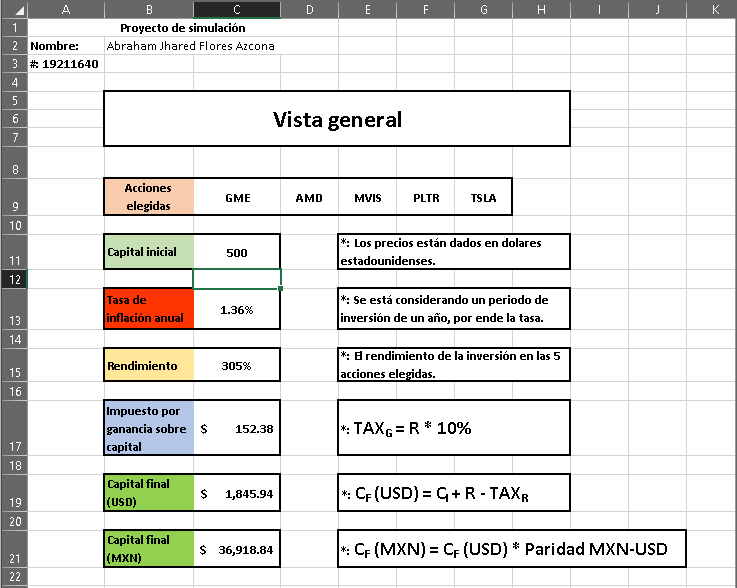 A B C D E F G H I J K
1 Proyecto de simulación
2 Nombre: Abraham Jhared Flores Azcona
3 #: 19211640
4
5
6 Vista general
7
8
Acciones
9 elegidas GME AMD MVIS PLTR TSLA
10
Capital inicial 500 *: Los precios están dados en dolares
11 estadounidenses.
12
Tasa de *: Se está considerando un periodo de
13 inflación anual 1.36% inversión de un año, por ende la tasa.
14
Rendimiento 305% *: El rendimiento de la inversión en las 5
15 acciones elegidas.
16
Impuesto por
ganancia sobre $ 152.38 *: TAX_G = R * 10%
17 capital
18
Capital final
19 (USD) $ 1,845.94 *: C_F (USD) = C_I + R - TAX_R
20
Capital final
21 (MXN) $ 36,918.84 *: C_F (MXN) = C_F (USD) * Paridad MXN-USD
22